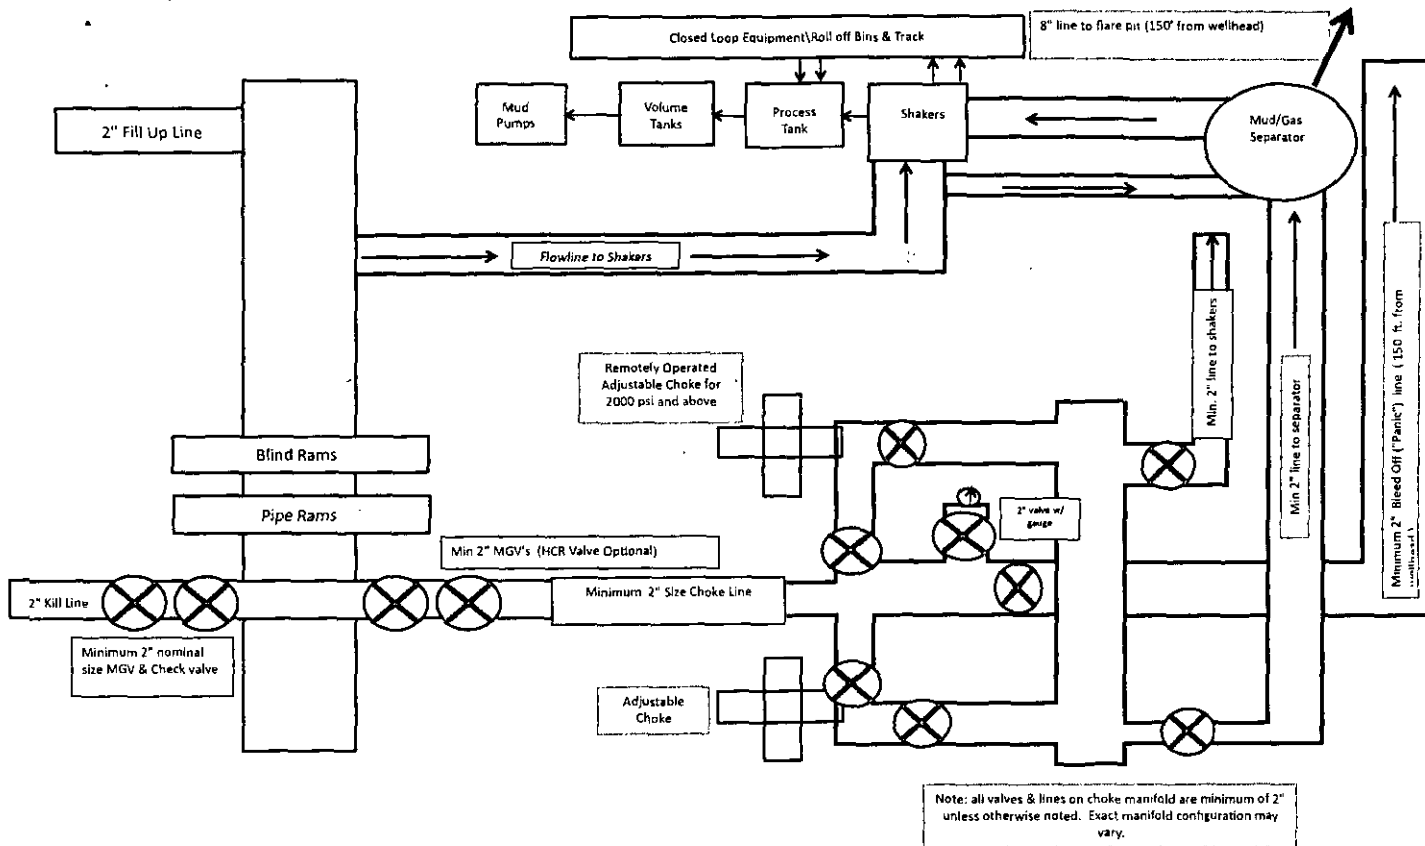 Closed Loop Equipment\Roll off Bins & Track
8" line to flare pit (150' from wellhead)
2" Fill Up Line
Mud
Pumps
Volume
Tanks
Process
Tank
Shakers
Mud/Gas
Separator
Flowline to Shakers
Remotely Operated
Adjustable Choke for
2000 psi and above
Min. 2" line to shakers
Min 2" line to separator
Minimum 2" Bleed Off ("Panic") line (150 ft. from
wellhead)
Blind Rams
Pipe Rams
2" valve w/
gauge
Min 2" MGV's (HCR Valve Optional)
2" Kill Line
Minimum 2" Size Choke Line
Minimum 2" nominal
size MGV & Check valve
Adjustable
Choke
Note: all valves & lines on choke manifold are minimum of 2"
unless otherwise noted. Exact manifold configuration may
vary.